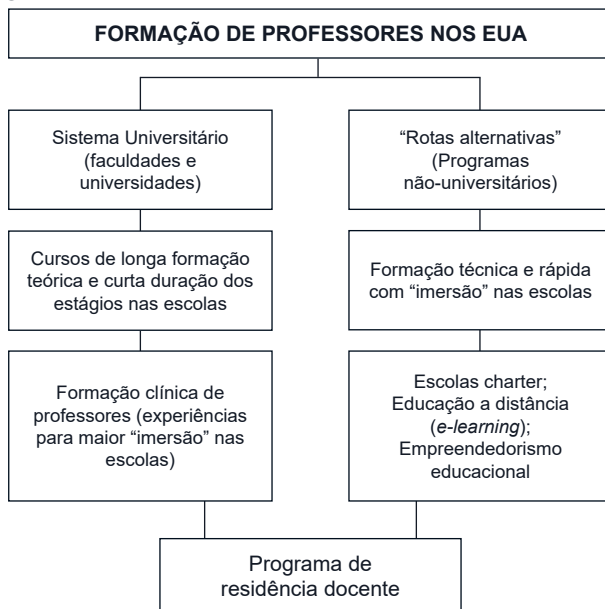 FORMAÇÃO DE PROFESSORES NOS EUA
Sistema Universitário
(faculdades e
universidades)
“Rotas alternativas”
(Programas
não-universitários)
Cursos de longa formação
teórica e curta duração dos
estágios nas escolas
Formação técnica e rápida
com “imersão” nas escolas
Formação clínica de
professores (experiências
para maior “imersão” nas
escolas)
Escolas charter;
Educação a distância
(e-learning);
Empreendedorismo
educacional
Programa de
residência docente